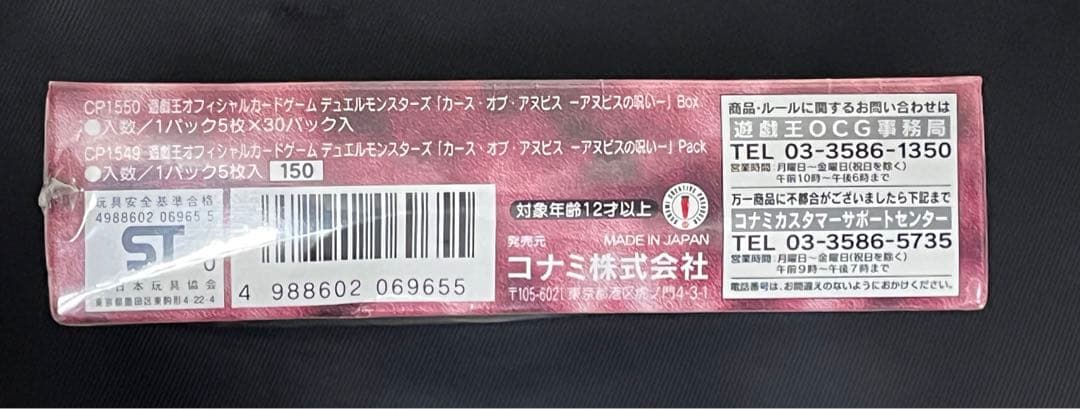 CP1550 遊戯王オフィシャルカードゲーム デュエルモンスターズ「カース・オブ・アヌビス －アヌビスの呪い－」Box
●入数／1パック5枚×30パック入
CP1549 遊戯王オフィシャルカードゲーム デュエルモンスターズ「カース・オブ・アヌビス －アヌビスの呪い－」Pack
●入数／1パック5枚入 150
玩具安全基準合格
4988602 06965 5
ST
0
日本玩具協会
東京都墨田区東駒形4-22-4
4 988602 069655
対象年齢12才以上
発売元
MADE IN JAPAN
コナミ株式会社
〒105-6021 東京都港区虎ノ門4-3-1
商品・ルールに関するお問い合わせは
遊戯王OCG事務局
TEL 03-3586-1350
営業時間:月曜日〜金曜日(祝日を除く)
午前10時〜午後6時まで
万一商品に不都合がございましたら下記まで
コナミカスタマーサポートセンター
TEL 03-3586-5735
営業時間:月曜日〜金曜日(祝日を除く)
午前9時〜午後7時まで
電話番号は、お間違えのないようにおかけください。